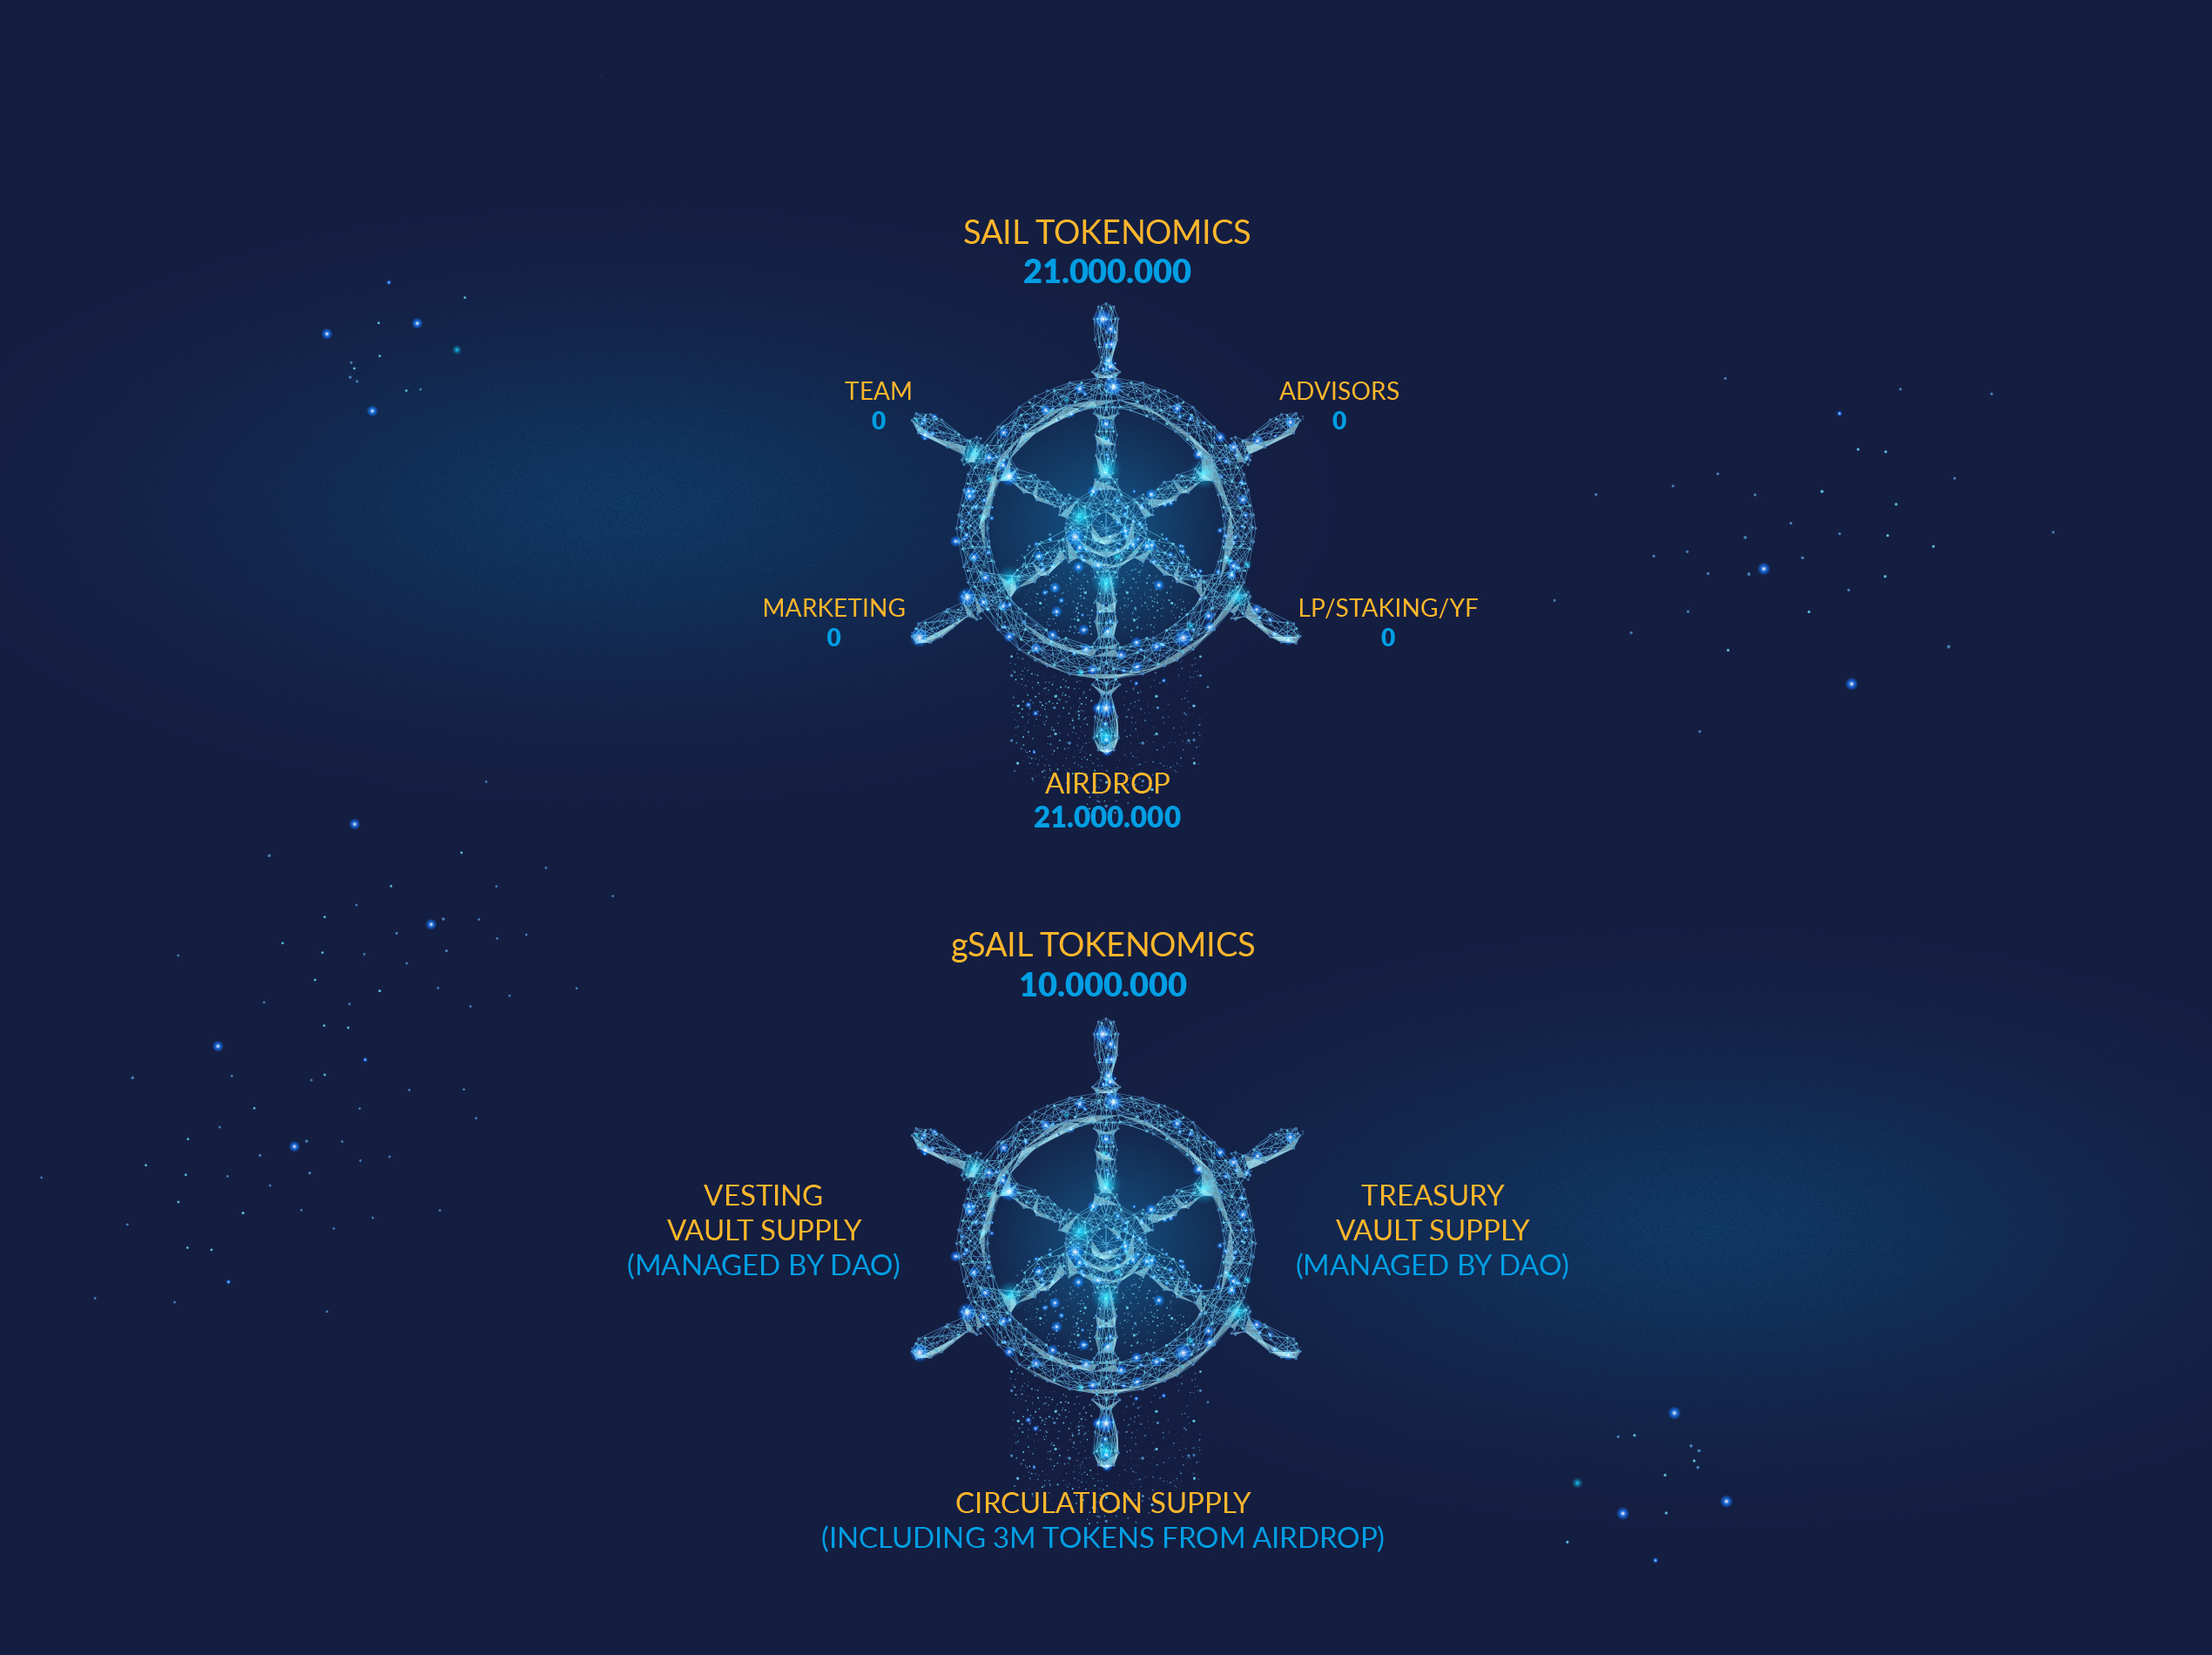 SAIL TOKENOMICS
21.000.000
TEAM
0
ADVISORS
0
MARKETING
0
LP/STAKING/YF
0
AIRDROP
21.000.000
gSAIL TOKENOMICS
10.000.000
VESTING
VAULT SUPPLY
(MANAGED BY DAO)
TREASURY
VAULT SUPPLY
(MANAGED BY DAO)
CIRCULATION SUPPLY
(INCLUDING 3M TOKENS FROM AIRDROP)